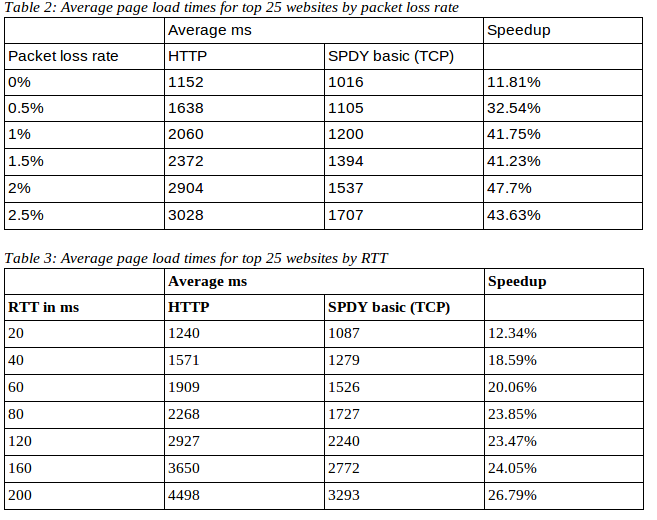 Table 2: Average page load times for top 25 websites by packet loss rate
Average ms Speedup
Packet loss rate HTTP SPDY basic (TCP)
0% 1152 1016 11.81%
0.5% 1638 1105 32.54%
1% 2060 1200 41.75%
1.5% 2372 1394 41.23%
2% 2904 1537 47.7%
2.5% 3028 1707 43.63%
Table 3: Average page load times for top 25 websites by RTT
Average ms Speedup
RTT in ms HTTP SPDY basic (TCP)
20 1240 1087 12.34%
40 1571 1279 18.59%
60 1909 1526 20.06%
80 2268 1727 23.85%
120 2927 2240 23.47%
160 3650 2772 24.05%
200 4498 3293 26.79%